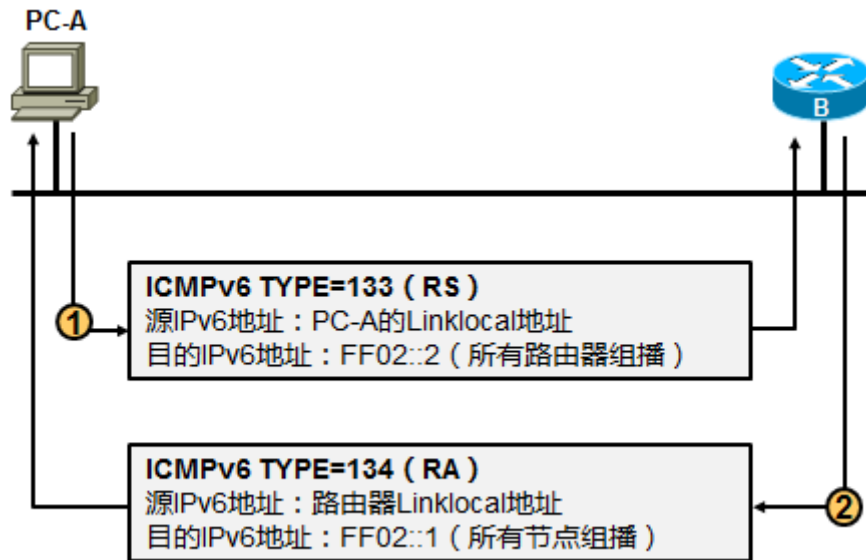 PC-A
B
ICMPv6 TYPE=133（RS）
①
源IPv6地址：PC-A的Linklocal地址
目的IPv6地址：FF02::2（所有路由器组播）
ICMPv6 TYPE=134（RA）
源IPv6地址：路由器Linklocal地址
②
目的IPv6地址：FF02::1（所有节点组播）